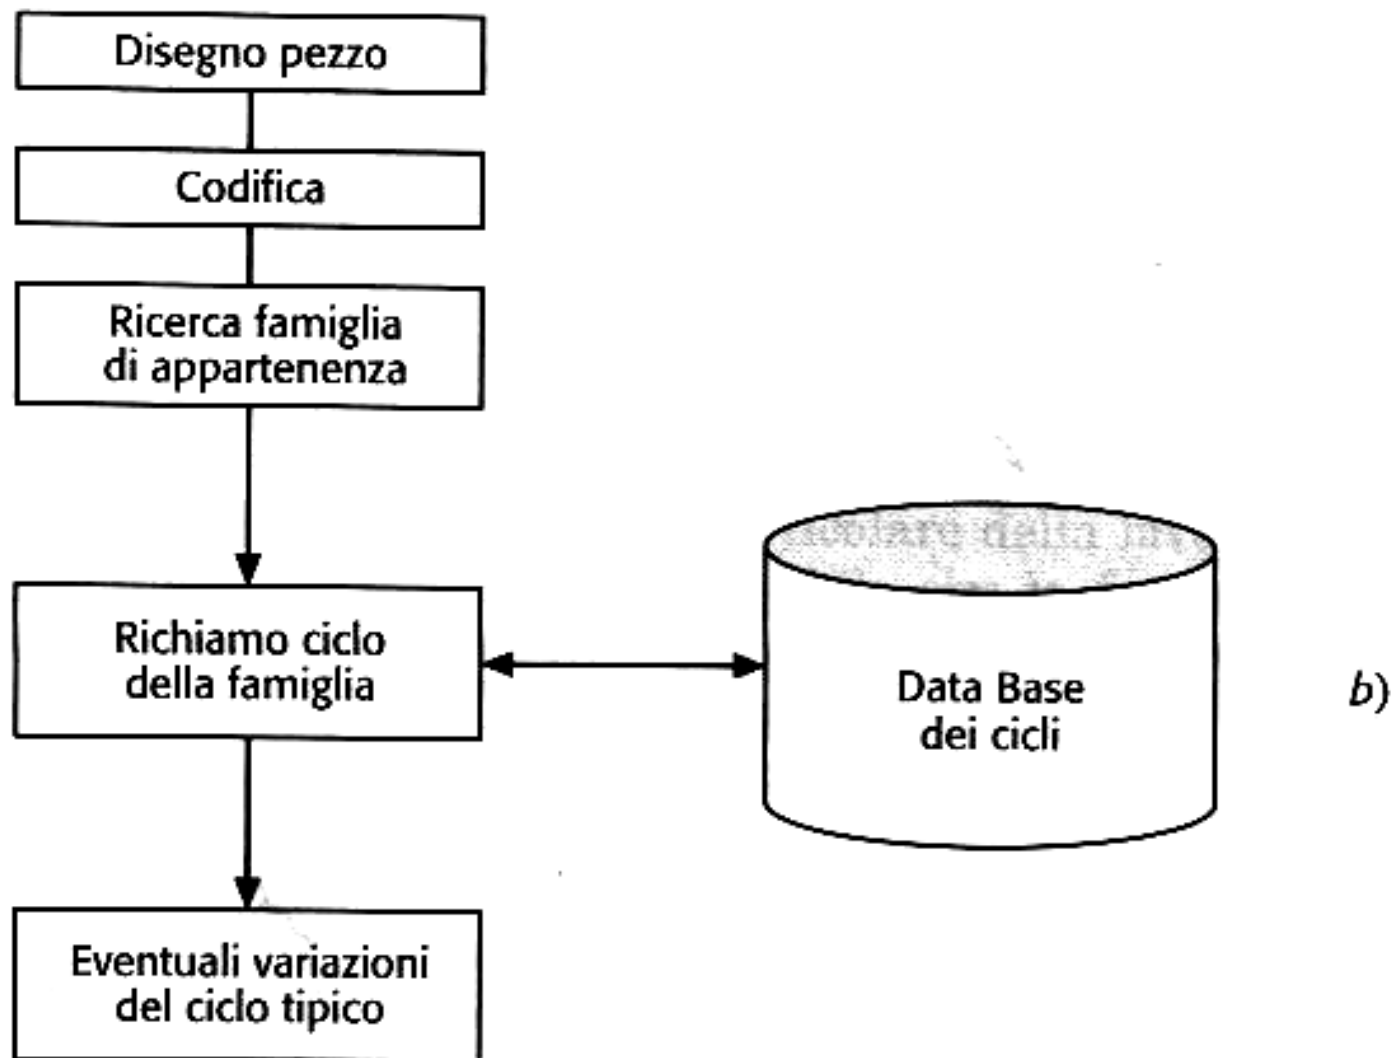 Disegno pezzo
Codifica
Ricerca famiglia
di appartenenza
Richiamo ciclo
della famiglia
Data Base
dei cicli
b)
Eventuali variazioni
del ciclo tipico